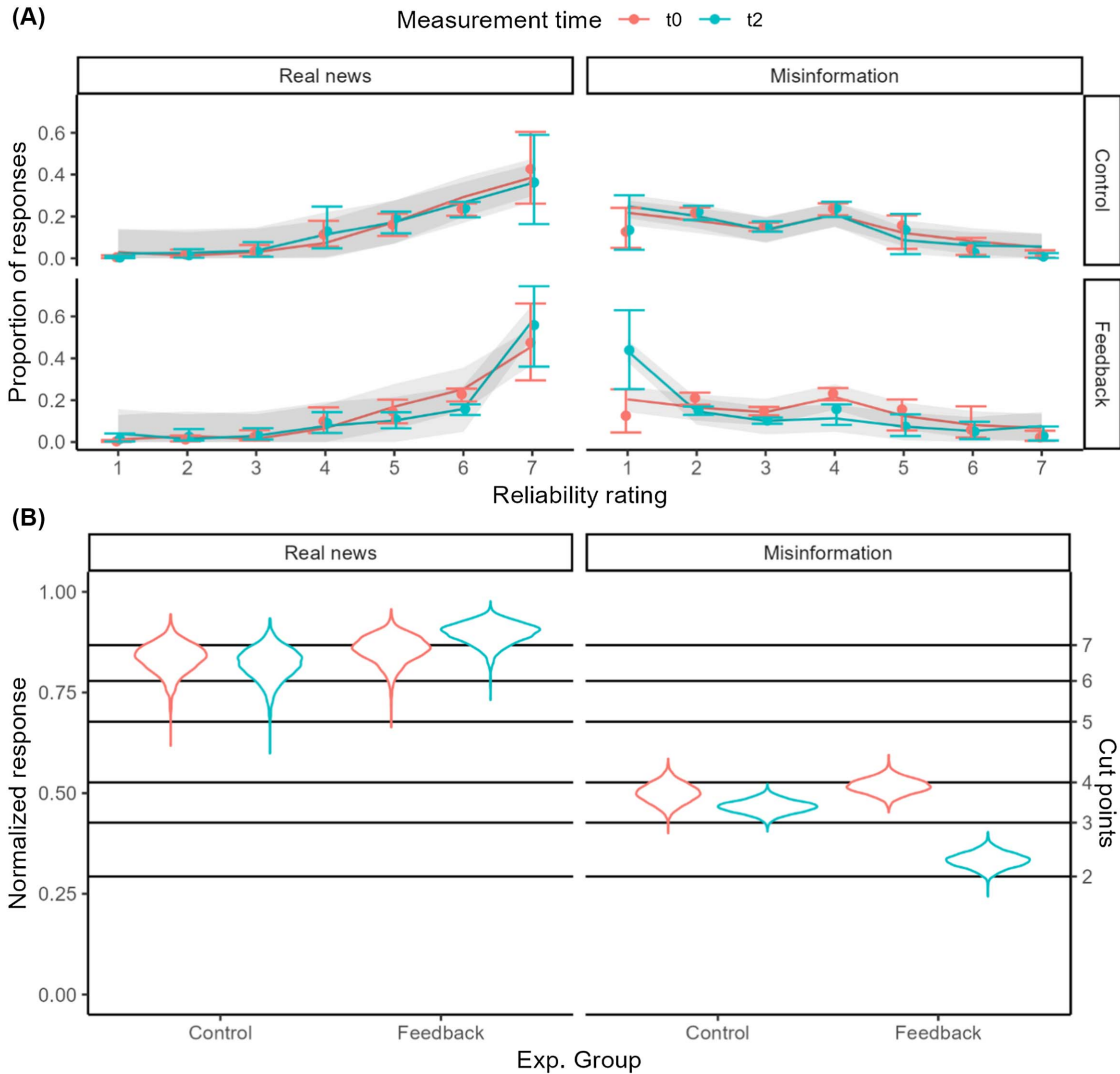 (A)
Measurement time t0 t2
Real news Misinformation
Proportion of responses
0.6
0.4
0.2
0.0
Control
0.6
0.4
0.2
0.0
Feedback
1 2 3 4 5 6 7 1 2 3 4 5 6 7
Reliability rating
(B)
Real news Misinformation
Normalized response
1.00
0.75
0.50
0.25
0.00
7
6
5
4
3
2
Cut points
Control Feedback Control Feedback
Exp. Group